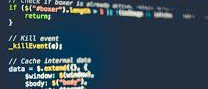 // Check if boxer is already active,
if ($("#boxer").length > 5 ||
return;
}
// Kill event
_killEvent(e);
// Cache internal data
data = $.extend({}, {
$window: $(window),
$body: $("body"),